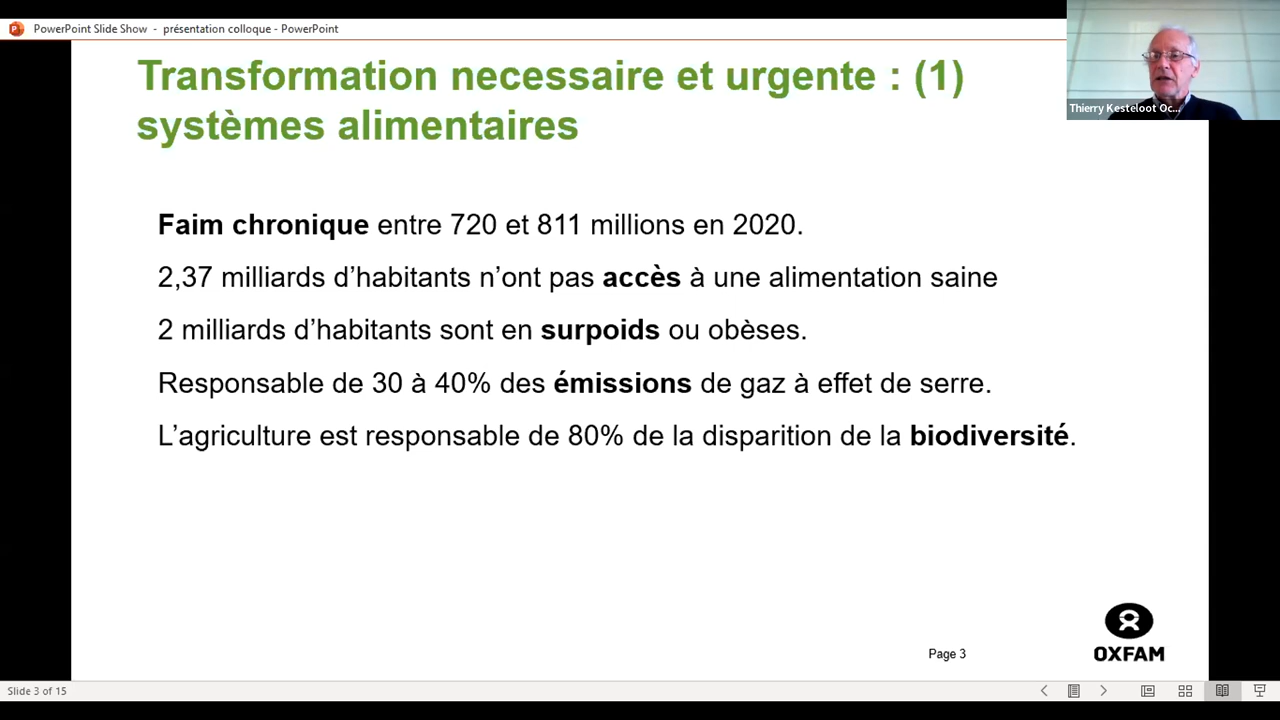 PowerPoint Slide Show - présentation colloque - PowerPoint
Thierry Kesteloot Oc...
Transformation necessaire et urgente : (1)
systèmes alimentaires
Faim chronique entre 720 et 811 millions en 2020.
2,37 milliards d’habitants n’ont pas accès à une alimentation saine
2 milliards d’habitants sont en surpoids ou obèses.
Responsable de 30 à 40% des émissions de gaz à effet de serre.
L’agriculture est responsable de 80% de la disparition de la biodiversité.
Page 3
OXFAM
Slide 3 of 15